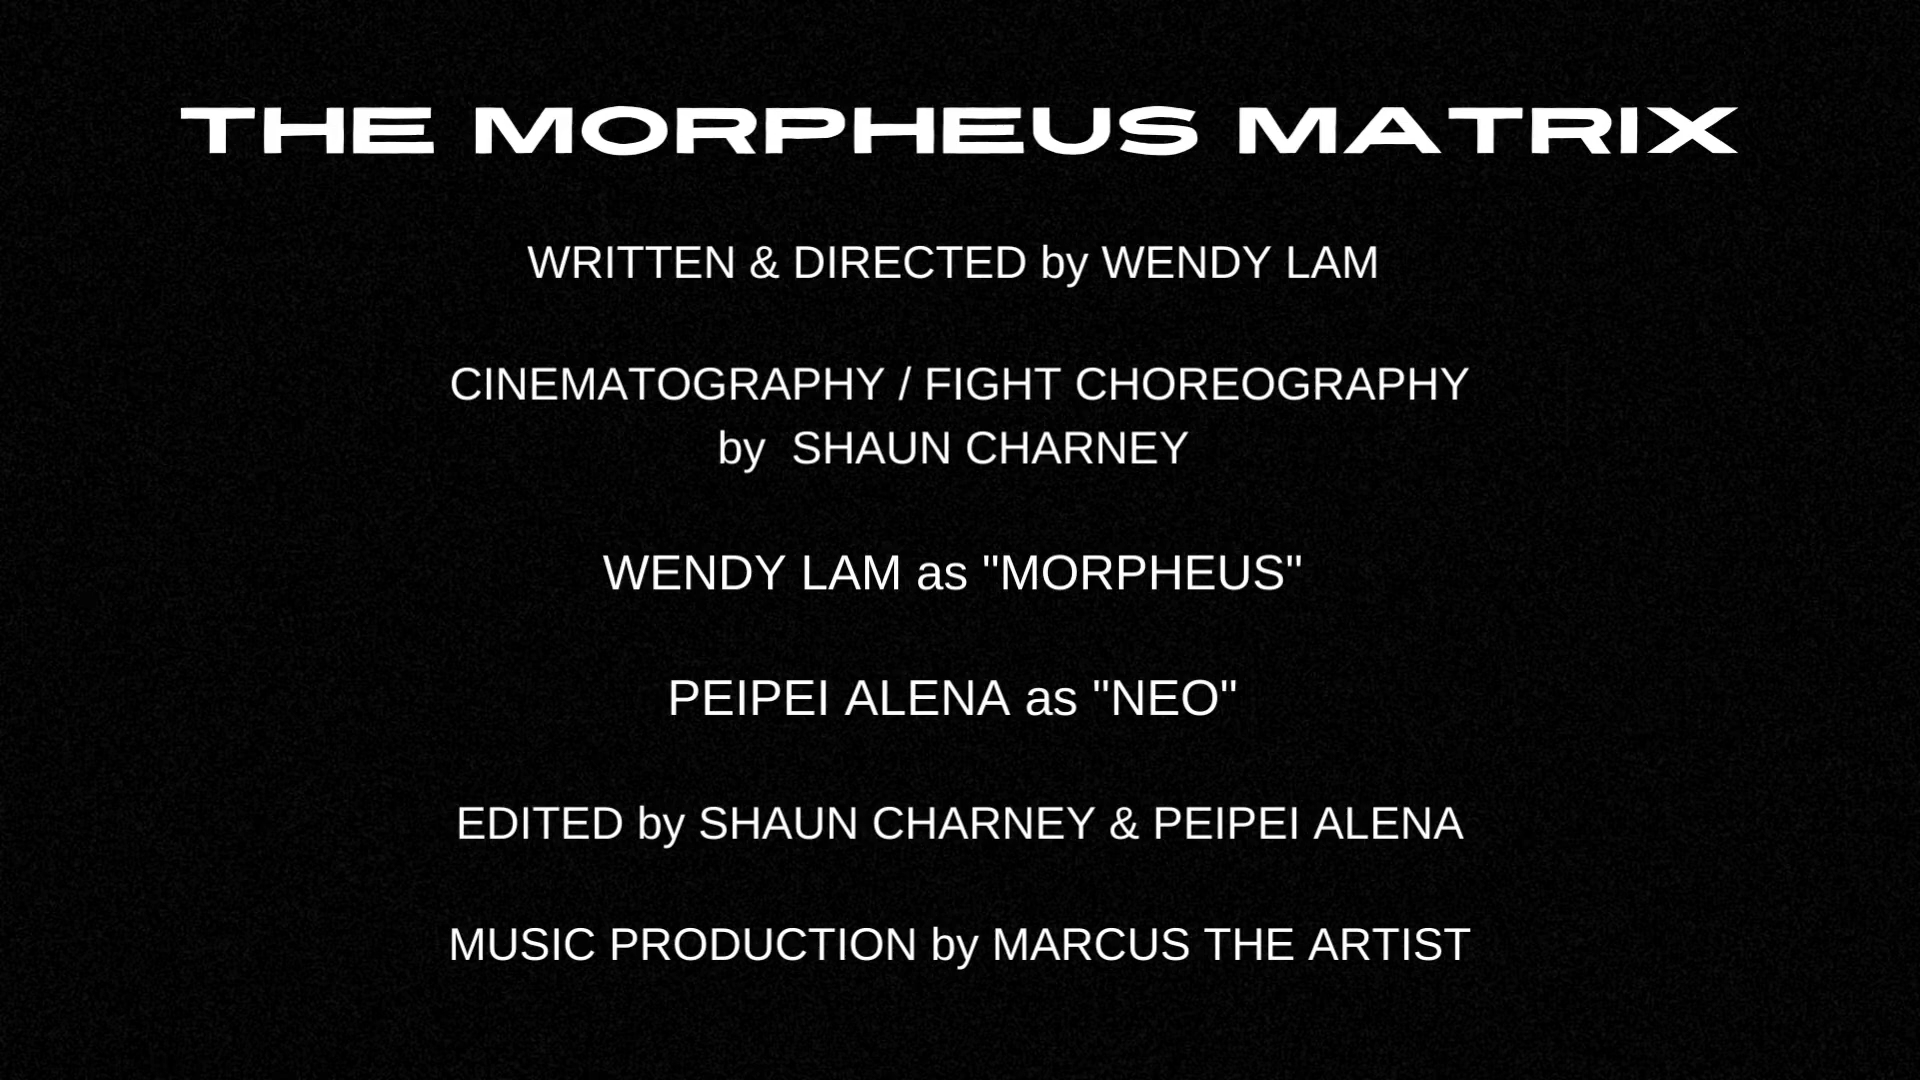 THE MORPHEUS MATRIX
WRITTEN & DIRECTED by WENDY LAM
CINEMATOGRAPHY / FIGHT CHOREOGRAPHY
by  SHAUN CHARNEY
WENDY LAM as "MORPHEUS"
PEIPEI ALENA as "NEO"
EDITED by SHAUN CHARNEY & PEIPEI ALENA
MUSIC PRODUCTION by MARCUS THE ARTIST